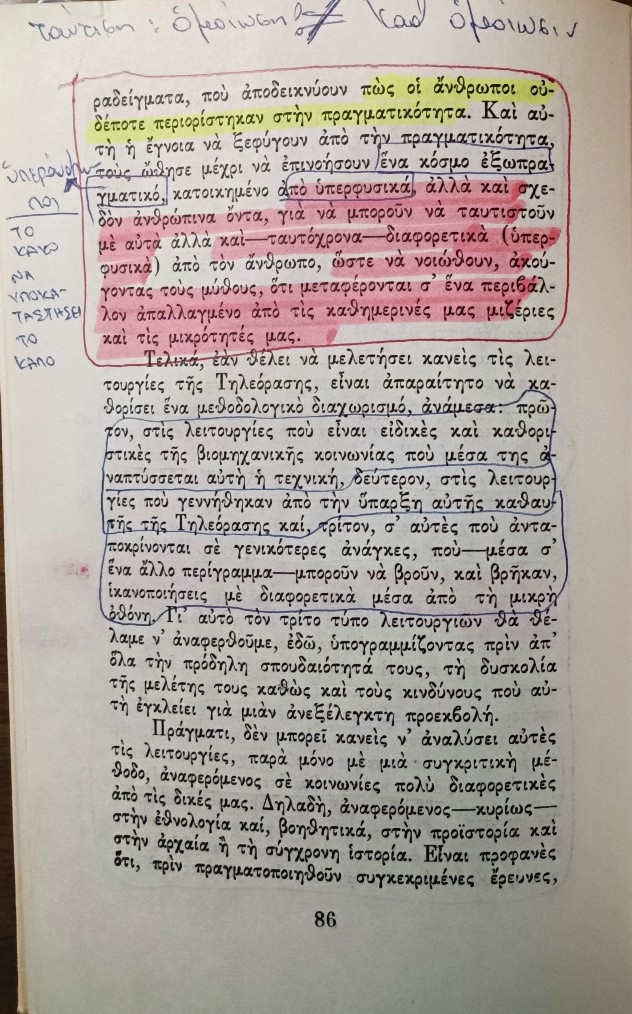 ταύτιση: ὁμοίωση ≠ καθ' ὁμοίωσιν
ραδείγματα, ποὺ ἀποδεικνύουν πὼς οἱ ἄνθρωποι οὐ-
δέποτε περιορίστηκαν στὴν πραγματικότητα. Καὶ αὐ-
τὴ ἡ ἔγνοια νὰ ξεφύγουν ἀπὸ τὴν πραγματικότητα,
τοὺς ὤθησε μέχρι νὰ ἐπινοήσουν ἕνα κόσμο ἐξωπρα-
γματικό, κατοικημένο ἀπὸ ὑπερφυσικά, ἀλλὰ καὶ σχε-
δὸν ἀνθρώπινα ὄντα, γιὰ νὰ μποροῦν νὰ ταυτιστοῦν
μὲ αὐτὰ ἀλλὰ καὶ—ταυτόχρονα—διαφορετικὰ (ὑπερ-
φυσικὰ) ἀπὸ τὸν ἄνθρωπο, ὥστε νὰ νοιώθουν, ἀκού-
γοντας τοὺς μύθους, ὅτι μεταφέρονται σ' ἕνα περιβάλ-
λον ἀπαλλαγμένο ἀπὸ τὶς καθημερινές μας μιζέριες
καὶ τὶς μικρότητές μας.
ΤΟ
ΚΑΚΟ
ΝΑ
ΥΠΟΚΑ-
ΤΑΣΤΗΣΕΙ
ΤΟ
ΚΑΛΟ
Τελικά, ἐὰν θέλει νὰ μελετήσει κανεὶς τὶς λει-
τουργίες τῆς Τηλεόρασης, εἶναι ἀπαραίτητο νὰ κα-
θορίσει ἕνα μεθοδολογικὸ διαχωρισμό, ἀνάμεσα: πρῶ-
τον, στὶς λειτουργίες ποὺ εἶναι εἰδικὲς καὶ καθορι-
στικὲς τῆς βιομηχανικῆς κοινωνίας ποὺ μέσα της ἀ-
ναπτύσσεται αὐτὴ ἡ τεχνική, δεύτερον, στὶς λειτουρ-
γίες ποὺ γεννήθηκαν ἀπὸ τὴν ὕπαρξη αὐτῆς καθαυ-
τῆς τῆς Τηλεόρασης καί, τρίτον, σ' αὐτὲς ποὺ ἀντα-
ποκρίνονται σὲ γενικότερες ἀνάγκες, ποὺ—μέσα σ'
ἕνα ἄλλο περίγραμμα—μποροῦν νὰ βροῦν, καὶ βρῆκαν,
ἱκανοποιήσεις μὲ διαφορετικὰ μέσα ἀπὸ τὴ μικρὴ
ὀθόνη. Γι' αὐτὸ τὸν τρίτο τύπο λειτουργιῶν θὰ θέ-
λαμε ν' ἀναφερθοῦμε, ἐδῶ, ὑπογραμμίζοντας πρὶν ἀπ'
ὅλα τὴν πρόδηλη σπουδαιότητά τους, τὴ δυσκολία
τῆς μελέτης τους καθὼς καὶ τοὺς κινδύνους ποὺ αὐ-
τὴ ἐγκλείει γιὰ μιὰν ἀνεξέλεγκτη προεκβολή.
Πράγματι, δὲν μπορεῖ κανεὶς ν' ἀναλύσει αὐτὲς
τὶς λειτουργίες, παρὰ μόνο μὲ μιὰ συγκριτικὴ μέ-
θοδο, ἀναφερόμενος σὲ κοινωνίες πολὺ διαφορετικὲς
ἀπὸ τὶς δικές μας. Δηλαδή, ἀναφερόμενος—κυρίως—
στὴν ἐθνολογία καί, βοηθητικά, στὴν προϊστορία καὶ
στὴν ἀρχαία ἢ τὴ σύγχρονη ἱστορία. Εἶναι προφανὲς
ὅτι, πρὶν πραγματοποιηθοῦν συγκεκριμένες ἔρευνες,
86